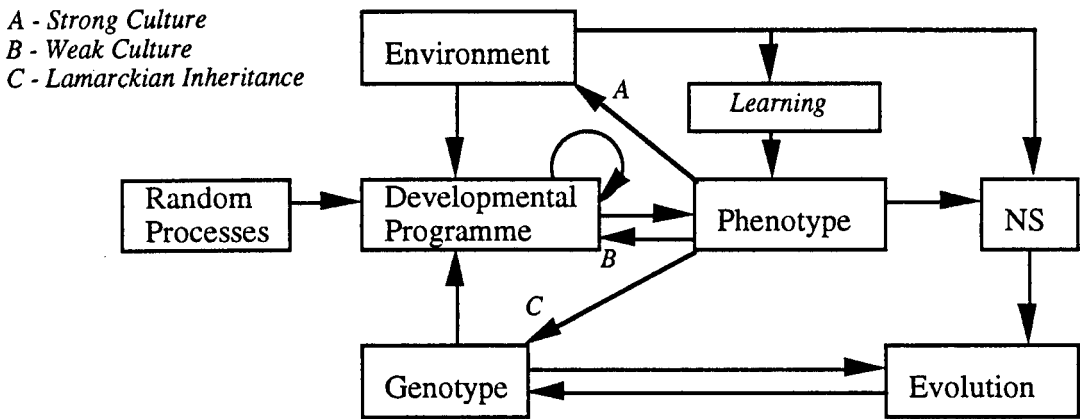 A - Strong Culture
B - Weak Culture
C - Lamarckian Inheritance
Environment
A
Learning
Random
Processes
Developmental
Programme
Phenotype
NS
B
C
Genotype
Evolution